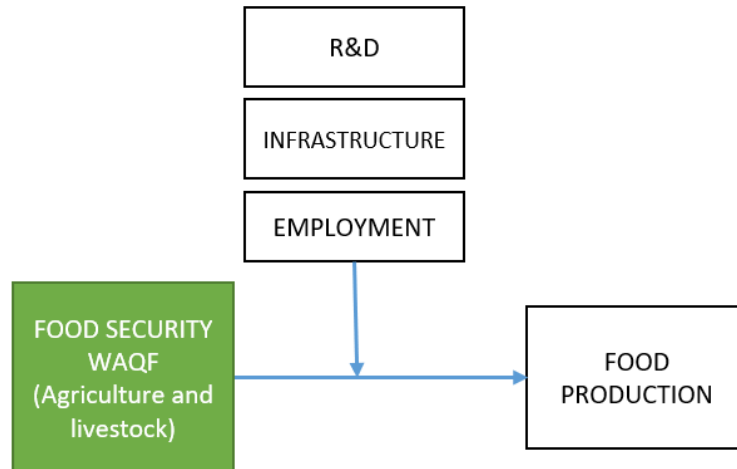 R&D
INFRASTRUCTURE
EMPLOYMENT
FOOD SECURITY
WAQF
(Agriculture and
livestock)
FOOD
PRODUCTION